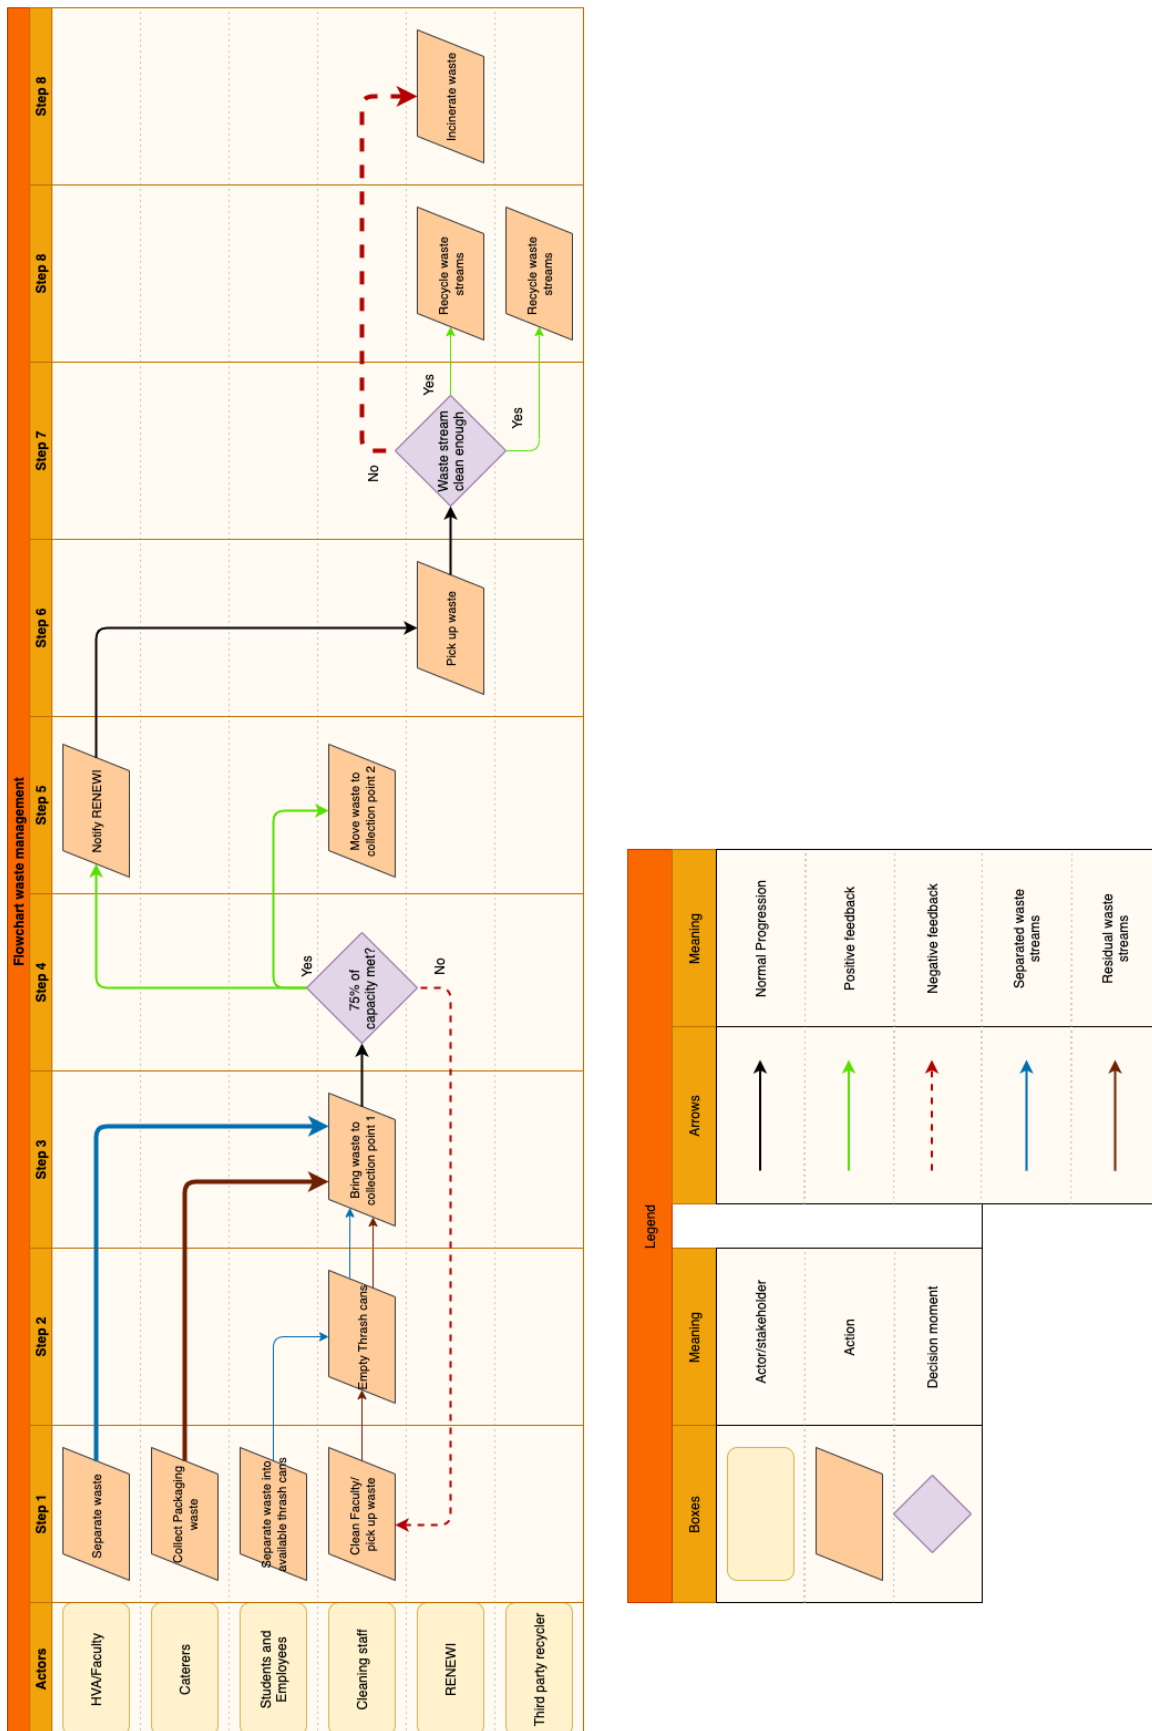 Flowchart waste management
Actors
Step 1
Step 2
Step 3
Step 4
Step 5
Step 6
Step 7
Step 8
Step 8
HVA/Faculty
Separate waste
Notify RENEWI
Caterers
Collect Packaging
waste
Students and
Employees
Separate waste into
available thrash cans
Cleaning staff
Clean Faculty/
pick up waste
Empty Thrash cans
Bring waste to
collection point 1
75% of
capacity met?
Yes
No
Move waste to
collection point 2
RENEWI
Pick up waste
Waste stream
clean enough
No
Yes
Yes
Recycle waste
streams
Incinerate waste
Third party recycler
Recycle waste
streams
Legend
Boxes
Meaning
Arrows
Meaning
Actor/stakeholder
Normal Progression
Action
Positive feedback
Decision moment
Negative feedback
Separated waste
streams
Residual waste
streams